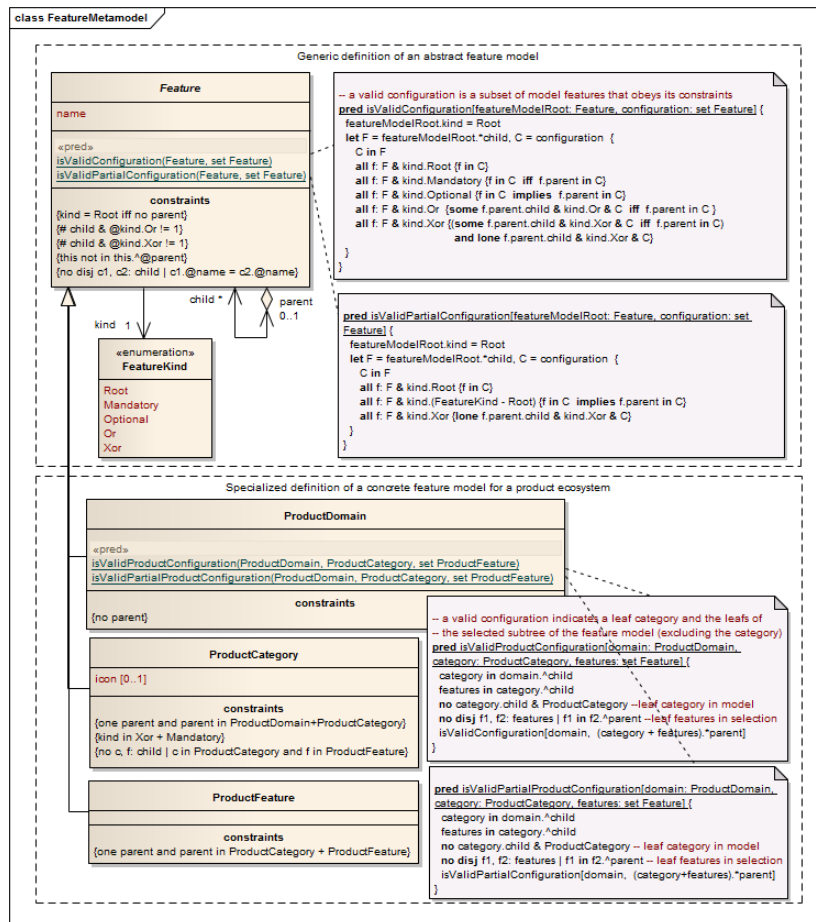 class FeatureMetamodel
Generic definition of an abstract feature model
Feature
name
«pred»
isValidConfiguration(Feature, set Feature)
isValidPartialConfiguration(Feature, set Feature)
constraints
{kind = Root iff no parent}
{# child & @kind.Or != 1}
{# child & @kind.Xor != 1}
{this not in this.^@parent}
{no disj c1, c2: child | c1.@name = c2.@name}
-- a valid configuration is a subset of model features that obeys its constraints
pred isValidConfiguration[featureModelRoot: Feature, configuration: set Feature] {
featureModelRoot.kind = Root
let F = featureModelRoot.*child, C = configuration {
C in F
all f: F & kind.Root {f in C}
all f: F & kind.Mandatory {f in C iff f.parent in C}
all f: F & kind.Optional {f in C implies f.parent in C}
all f: F & kind.Or {some f.parent.child & kind.Or & C iff f.parent in C }
all f: F & kind.Xor {(some f.parent.child & kind.Xor & C iff f.parent in C)
and lone f.parent.child & kind.Xor & C}
}
}
child *
parent
0..1
kind 1
«enumeration»
FeatureKind
Root
Mandatory
Optional
Or
Xor
pred isValidPartialConfiguration[featureModelRoot: Feature, configuration: set
Feature] {
featureModelRoot.kind = Root
let F = featureModelRoot.*child, C = configuration {
C in F
all f: F & kind.Root {f in C}
all f: F & kind.(FeatureKind - Root) {f in C implies f.parent in C}
all f: F & kind.Xor {lone f.parent.child & kind.Xor & C}
}
}
Specialized definition of a concrete feature model for a product ecosystem
ProductDomain
«pred»
isValidProductConfiguration(ProductDomain, ProductCategory, set ProductFeature)
isValidPartialProductConfiguration(ProductDomain, ProductCategory, set ProductFeature)
constraints
{no parent}
ProductCategory
icon [0..1]
constraints
{one parent and parent in ProductDomain+ProductCategory}
{kind in Xor + Mandatory}
{no c, f: child | c in ProductCategory and f in ProductFeature}
ProductFeature
constraints
{one parent and parent in ProductCategory + ProductFeature}
-- a valid configuration indicates a leaf category and the leafs of
-- the selected subtree of the feature model (excluding the category)
pred isValidProductConfiguration[domain: ProductDomain,
category: ProductCategory, features: set Feature] {
category in domain.^child
features in category.^child
no category.child & ProductCategory --leaf category in model
no disj f1, f2: features | f1 in f2.^parent --leaf features in selection
isValidConfiguration[domain, (category + features).*parent]
}
pred isValidPartialProductConfiguration[domain: ProductDomain,
category: ProductCategory, features: set Feature] {
category in domain.^child
features in category.^child
no category.child & ProductCategory -- leaf category in model
no disj f1, f2: features | f1 in f2.^parent -- leaf features in selection
isValidPartialConfiguration[domain, (category+features).*parent]
}